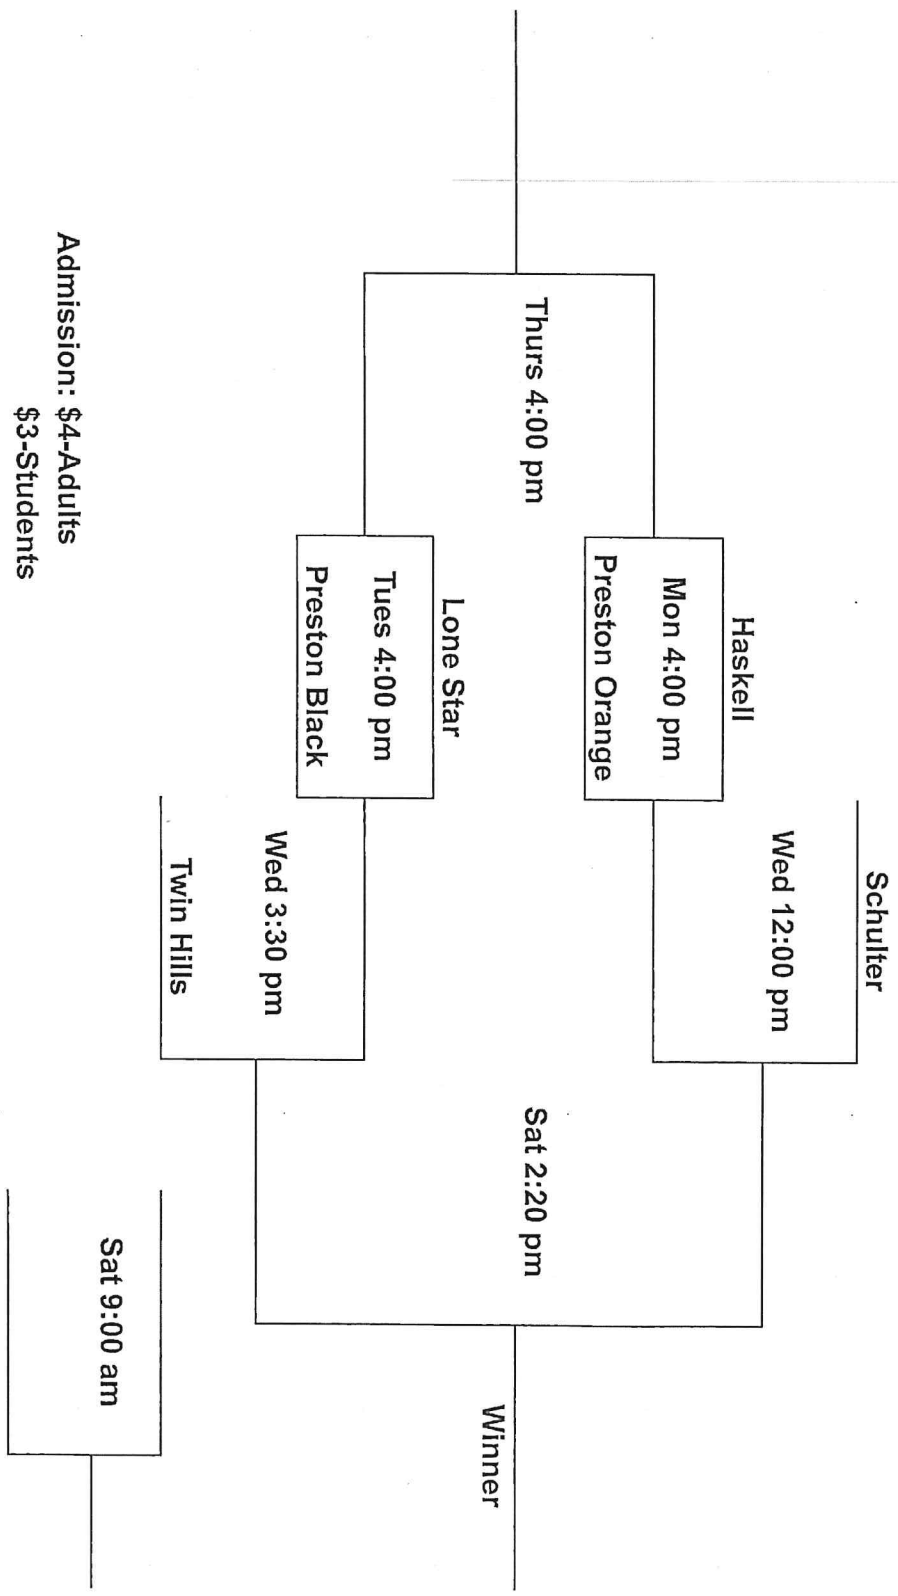 Schulter
Haskell
Wed 12:00 pm
Mon 4:00 pm
Preston Orange
Thurs 4:00 pm
Sat 2:20 pm
Winner
Lone Star
Tues 4:00 pm
Preston Black
Wed 3:30 pm
Twin Hills
Sat 9:00 am
Admission: $4-Adults
$3-Students